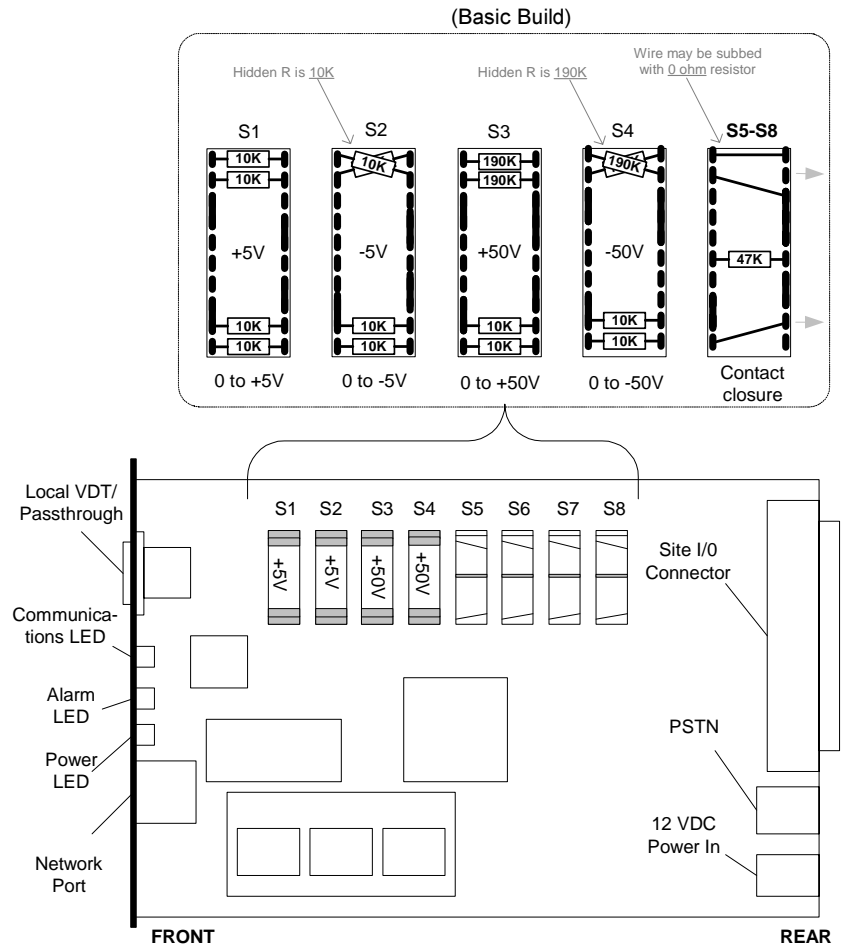 (Basic Build)
Hidden R is 10K
Hidden R is 190K
Wire may be subbed
with 0 ohm resistor
S1
S2
S3
S4
S5-S8
10K
10K
190K
190K
10K
190K
+5V
-5V
+50V
-50V
47K
10K
10K
10K
10K
10K
10K
10K
10K
0 to +5V
0 to -5V
0 to +50V
0 to -50V
Contact
closure
Local VDT/
Passthrough
S1
S2
S3
S4
S5
S6
S7
S8
+5V
+5V
+50V
+50V
Site I/0
Connector
Communica-
tions LED
Alarm
LED
Power
LED
PSTN
12 VDC
Power In
Network
Port
FRONT
REAR